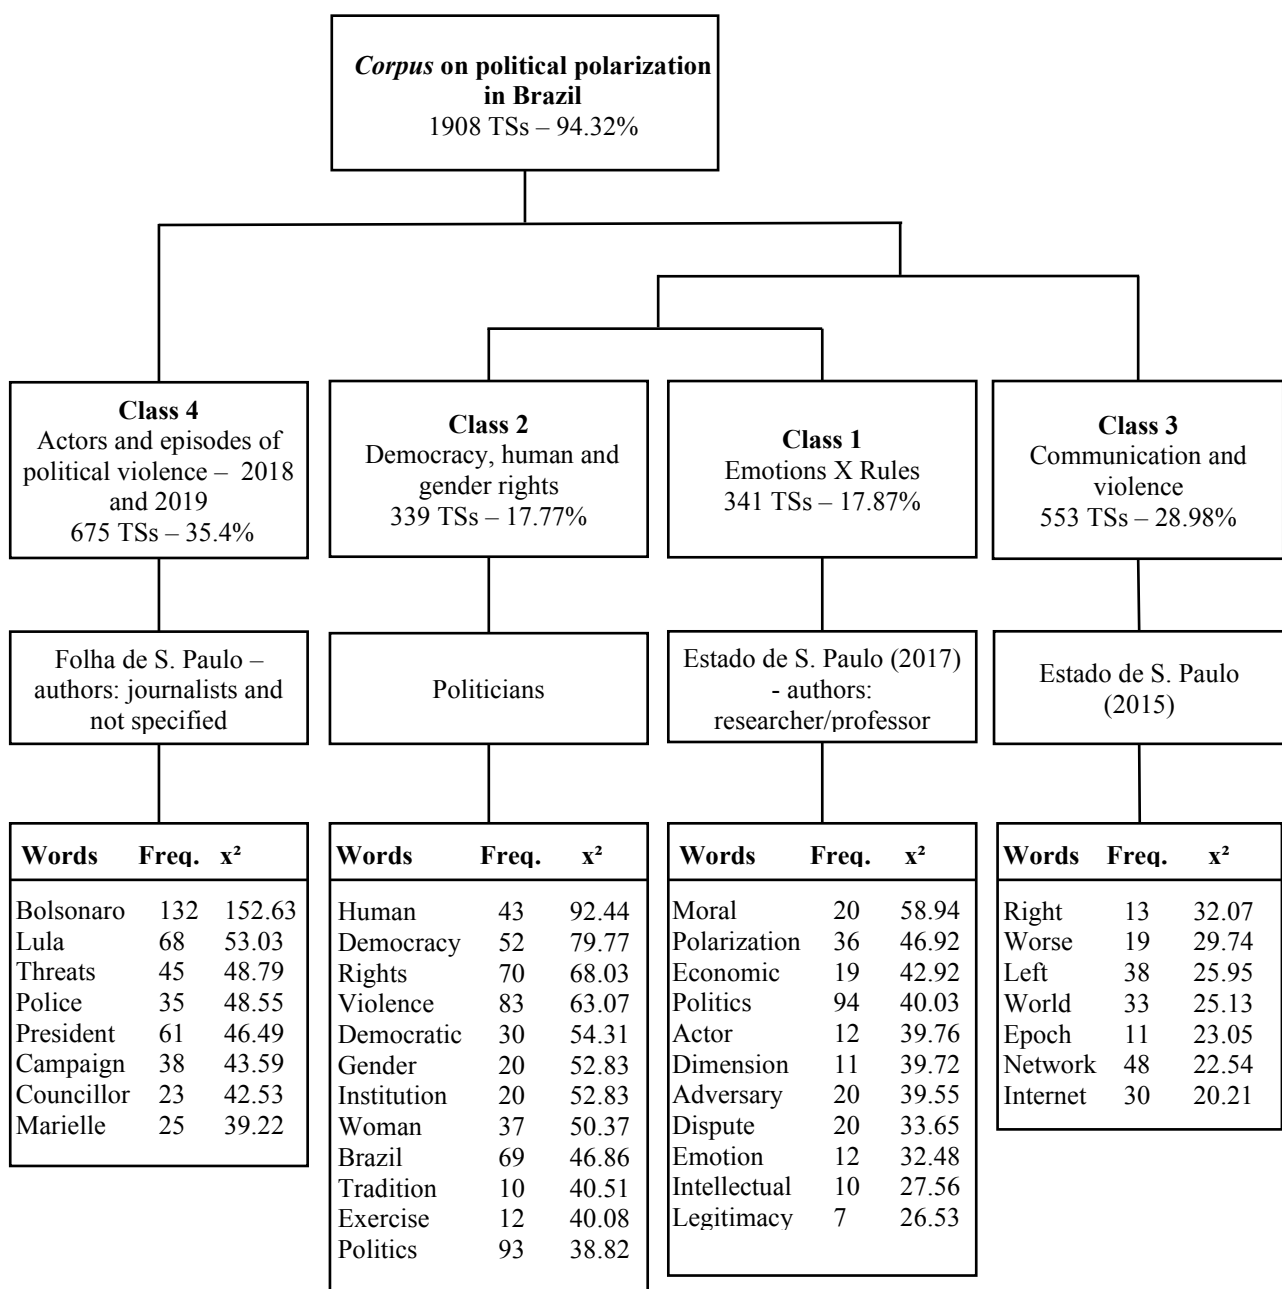 Corpus on political polarization
in Brazil
1908 TSs – 94.32%
Class 4
Actors and episodes of
political violence – 2018
and 2019
675 TSs – 35.4%
Class 2
Democracy, human and
gender rights
339 TSs – 17.77%
Class 1
Emotions X Rules
341 TSs – 17.87%
Class 3
Communication and
violence
553 TSs – 28.98%
Folha de S. Paulo –
authors: journalists and
not specified
Politicians
Estado de S. Paulo (2017)
- authors:
researcher/professor
Estado de S. Paulo
(2015)
Words Freq. x²
Bolsonaro 132 152.63
Lula 68 53.03
Threats 45 48.79
Police 35 48.55
President 61 46.49
Campaign 38 43.59
Councillor 23 42.53
Marielle 25 39.22
Words Freq. x²
Human 43 92.44
Democracy 52 79.77
Rights 70 68.03
Violence 83 63.07
Democratic 30 54.31
Gender 20 52.83
Institution 20 52.83
Woman 37 50.37
Brazil 69 46.86
Tradition 10 40.51
Exercise 12 40.08
Politics 93 38.82
Words Freq. x²
Moral 20 58.94
Polarization 36 46.92
Economic 19 42.92
Politics 94 40.03
Actor 12 39.76
Dimension 11 39.72
Adversary 20 39.55
Dispute 20 33.65
Emotion 12 32.48
Intellectual 10 27.56
Legitimacy 7 26.53
Words Freq. x²
Right 13 32.07
Worse 19 29.74
Left 38 25.95
World 33 25.13
Epoch 11 23.05
Network 48 22.54
Internet 30 20.21